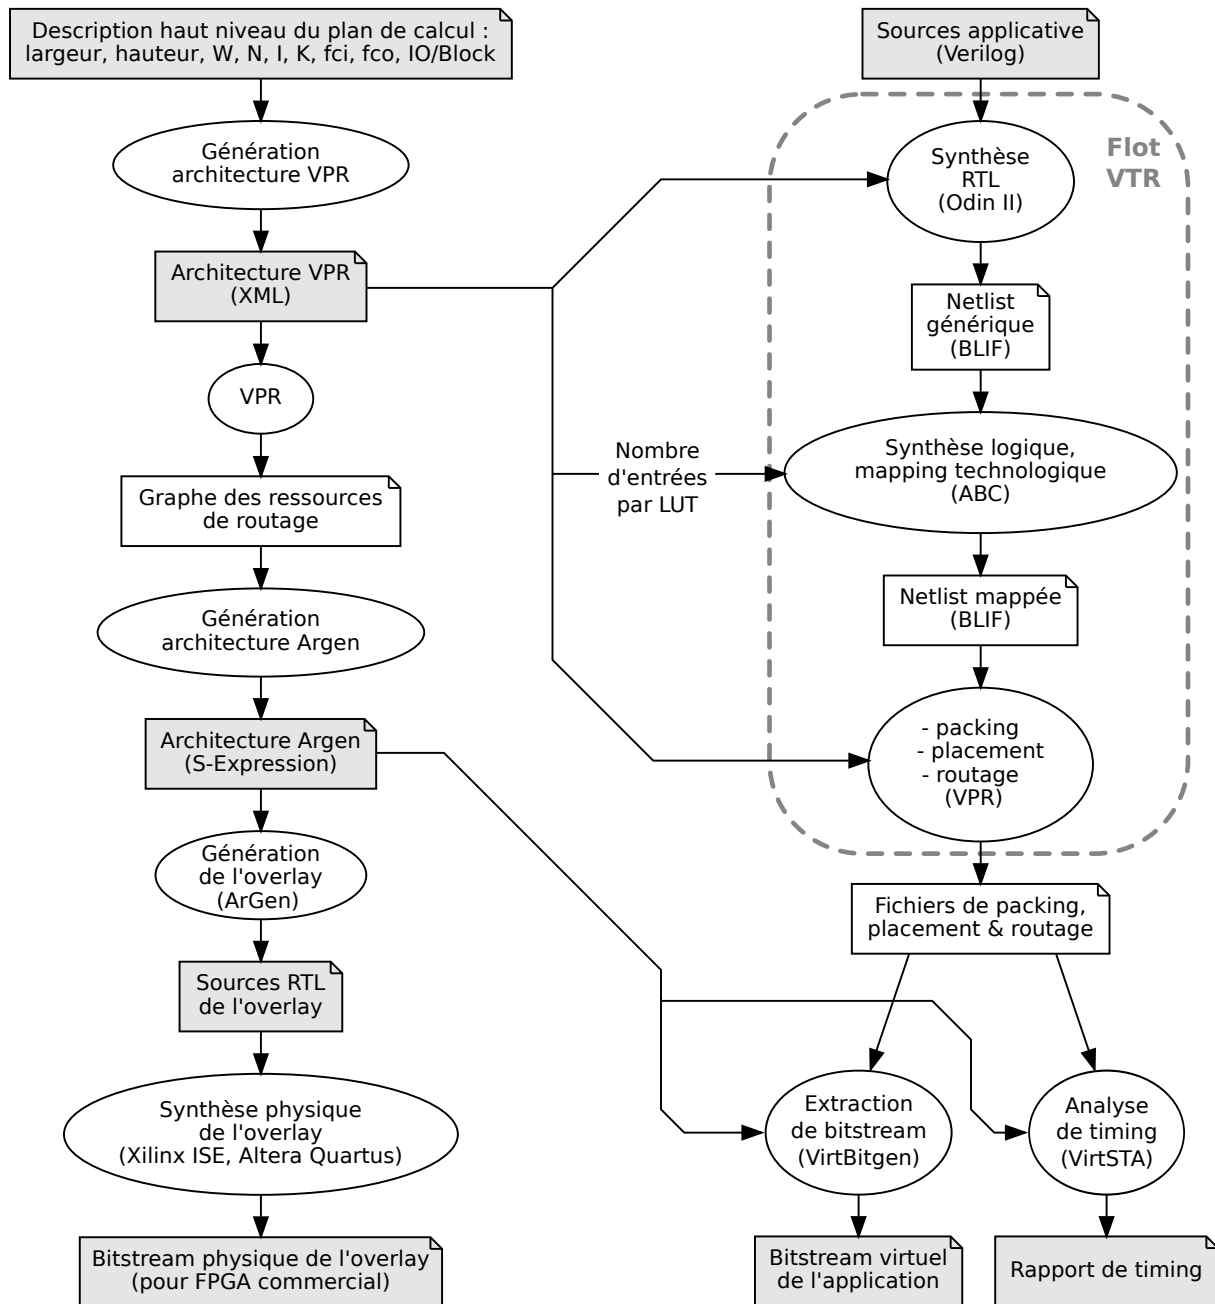 Description haut niveau du plan de calcul :
largeur, hauteur, W, N, I, K, fci, fco, IO/Block
Génération
architecture VPR
Architecture VPR
(XML)
VPR
Graphe des ressources
de routage
Génération
architecture Argen
Architecture Argen
(S-Expression)
Génération
de l'overlay
(ArGen)
Sources RTL
de l'overlay
Synthèse physique
de l'overlay
(Xilinx ISE, Altera Quartus)
Bitstream physique de l'overlay
(pour FPGA commercial)
Sources applicative
(Verilog)
Flot
VTR
Synthèse
RTL
(Odin II)
Netlist
générique
(BLIF)
Nombre
d'entrées
par LUT
Synthèse logique,
mapping technologique
(ABC)
Netlist mappée
(BLIF)
- packing
- placement
- routage
(VPR)
Fichiers de packing,
placement & routage
Extraction
de bitstream
(VirtBitgen)
Analyse
de timing
(VirtSTA)
Bitstream virtuel
de l'application
Rapport de timing